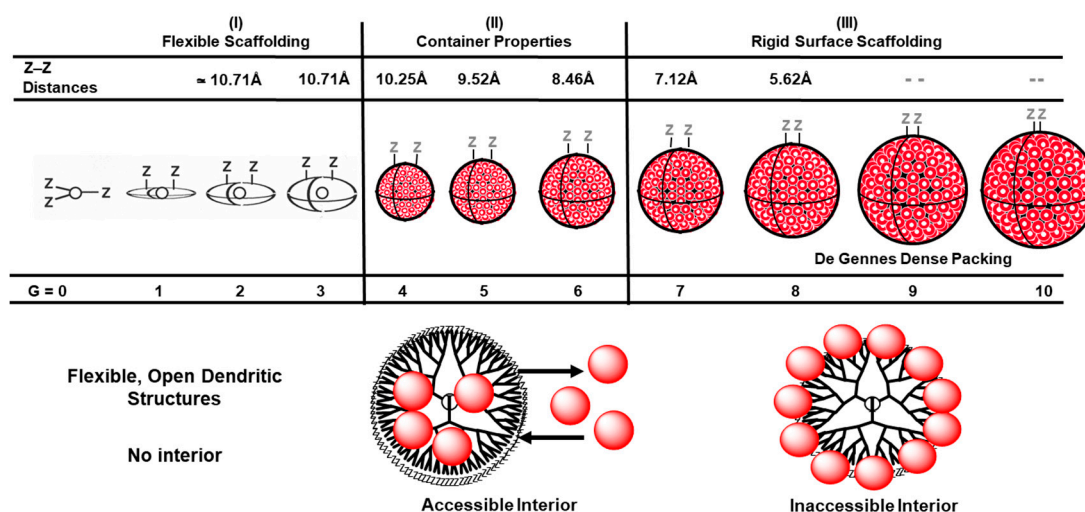 (I)
Flexible Scaffolding
(II)
Container Properties
(III)
Rigid Surface Scaffolding
Z–Z
Distances
≃ 10.71Å
10.71Å
10.25Å
9.52Å
8.46Å
7.12Å
5.62Å
- -
- -
Z
Z
Z
Z Z
Z Z
Z Z
Z Z
Z Z
Z Z
Z Z
Z Z
Z Z
Z Z
De Gennes Dense Packing
G = 0 1 2 3 4 5 6 7 8 9 10
Flexible, Open Dendritic
Structures
No interior
Accessible Interior
Inaccessible Interior